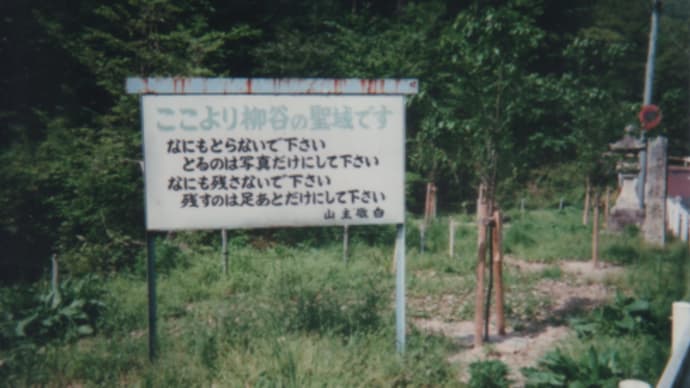 ここより柳谷の聖域です
なにもとらないで下さい
とるのは写真だけにして下さい
なにも残さないで下さい
残すのは足あとだけにして下さい
山主敬白